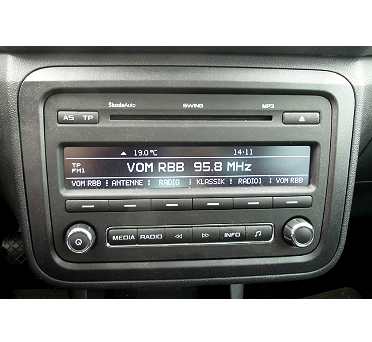 ŠkodaAuto SWING MP3
AS TP
19.0°C 14:11
TP
FM1
VOM RBB 95.8 MHz
VOM RBB ANTENNE RADIO KLASSIK RADIO1 VOM RBB
MEDIA RADIO INFO